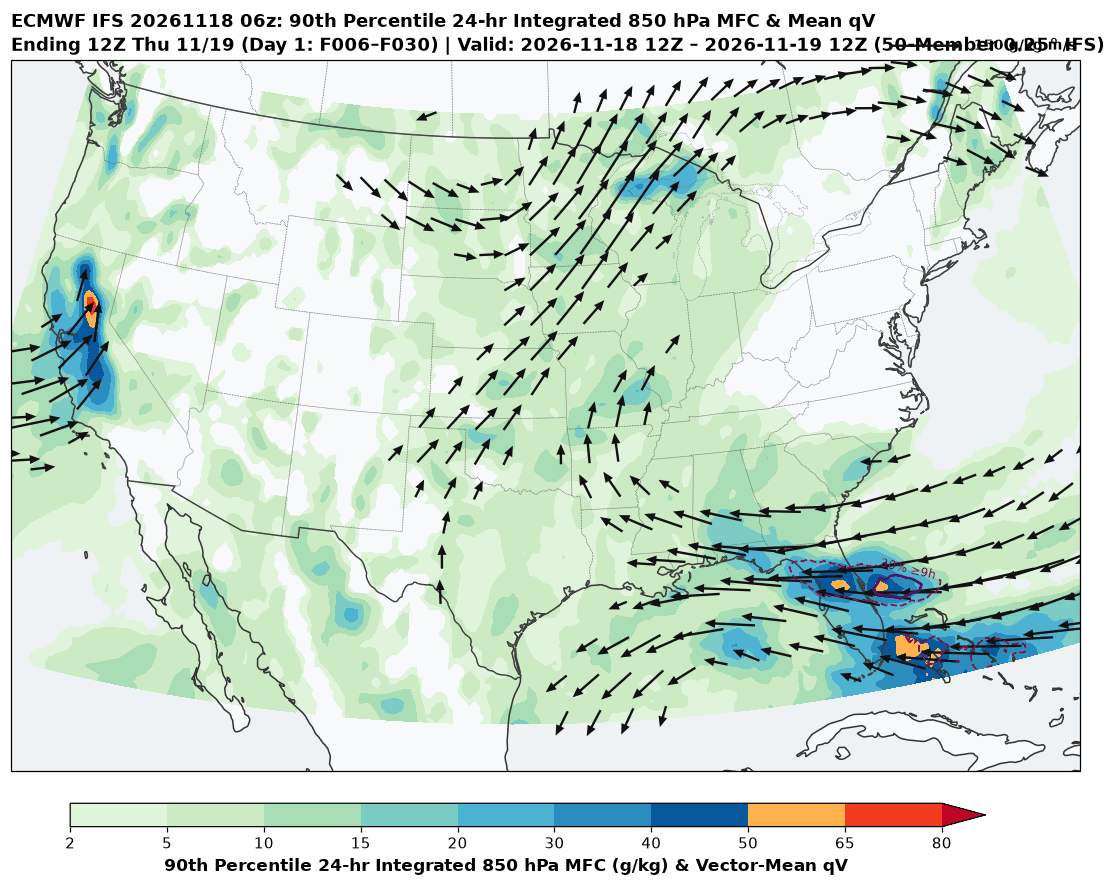 ECMWF IFS 20261118 06z: 90th Percentile 24-hr Integrated 850 hPa MFC & Mean qV
Ending 12Z Thu 11/19 (Day 1: F006–F030) | Valid: 2026-11-18 12Z – 2026-11-19 12Z (50-Member 0.25° IFS)
≥9h
2 5 10 15 20 30 40 50 65 80
90th Percentile 24-hr Integrated 850 hPa MFC (g/kg) & Vector-Mean qV